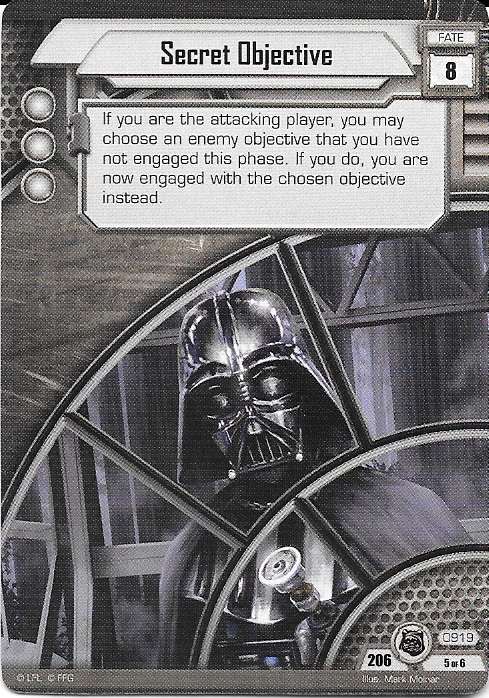 Secret Objective
FATE
8
If you are the attacking player, you may
choose an enemy objective that you have
not engaged this phase. If you do, you are
now engaged with the chosen objective
instead.
0919
206
5 OF 6
© LFL © FFG
Illus. Mark Molnar